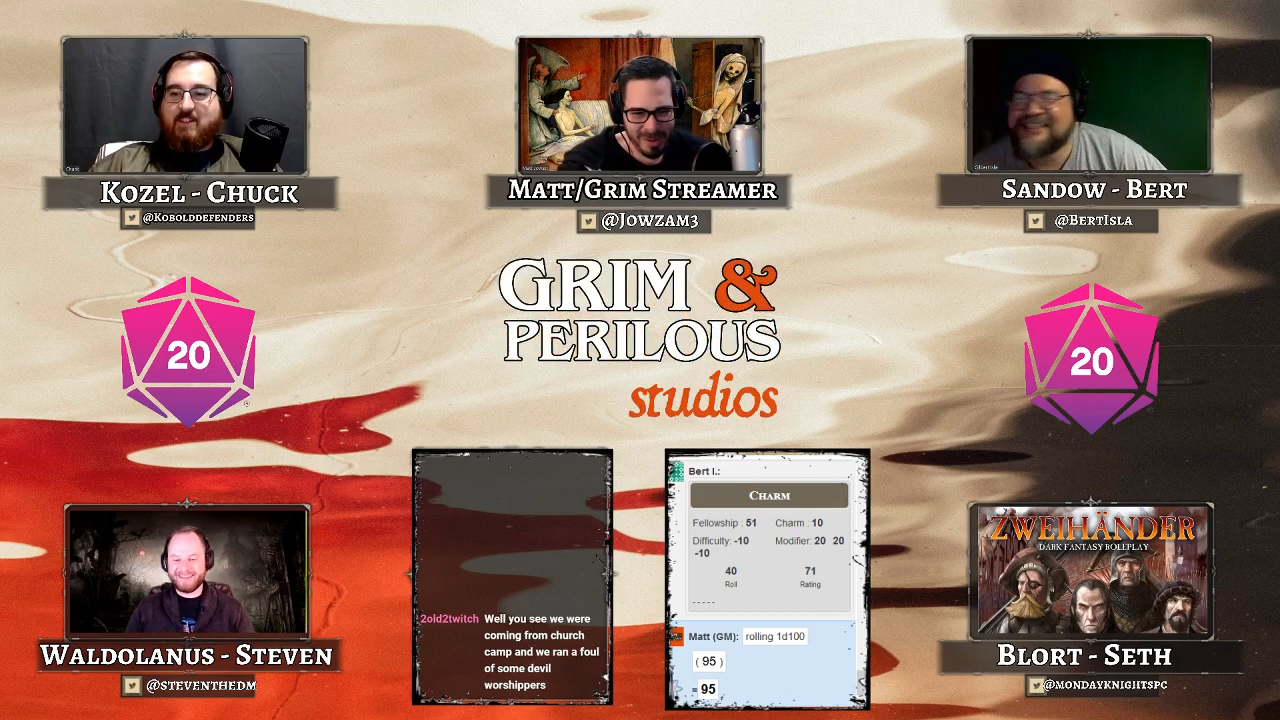 Chuck
KOZEL - CHUCK
@KOBOLDDEFENDERS
MATT/GRIM STREAMER
@JOWZAM3
SANDOW - BERT
@BERTISLA
20
GRIM &
PERILOUS
studios
20
WALDOLANUS - STEVEN
@STEVENTHEDM
2old2twitch Well you see we were
coming from church
camp and we ran a foul
of some devil
worshippers
Bert I.:
CHARM
Fellowship : 51 Charm : 10
Difficulty: -10 Modifier: 20 20
-10
40 71
Roll Rating
-----
Matt (GM): rolling 1d100
( 95 )
= 95
ZWEIHÄNDER
DARK FANTASY ROLEPLAY
BLORT - SETH
@MONDAYKNIGHTSPC